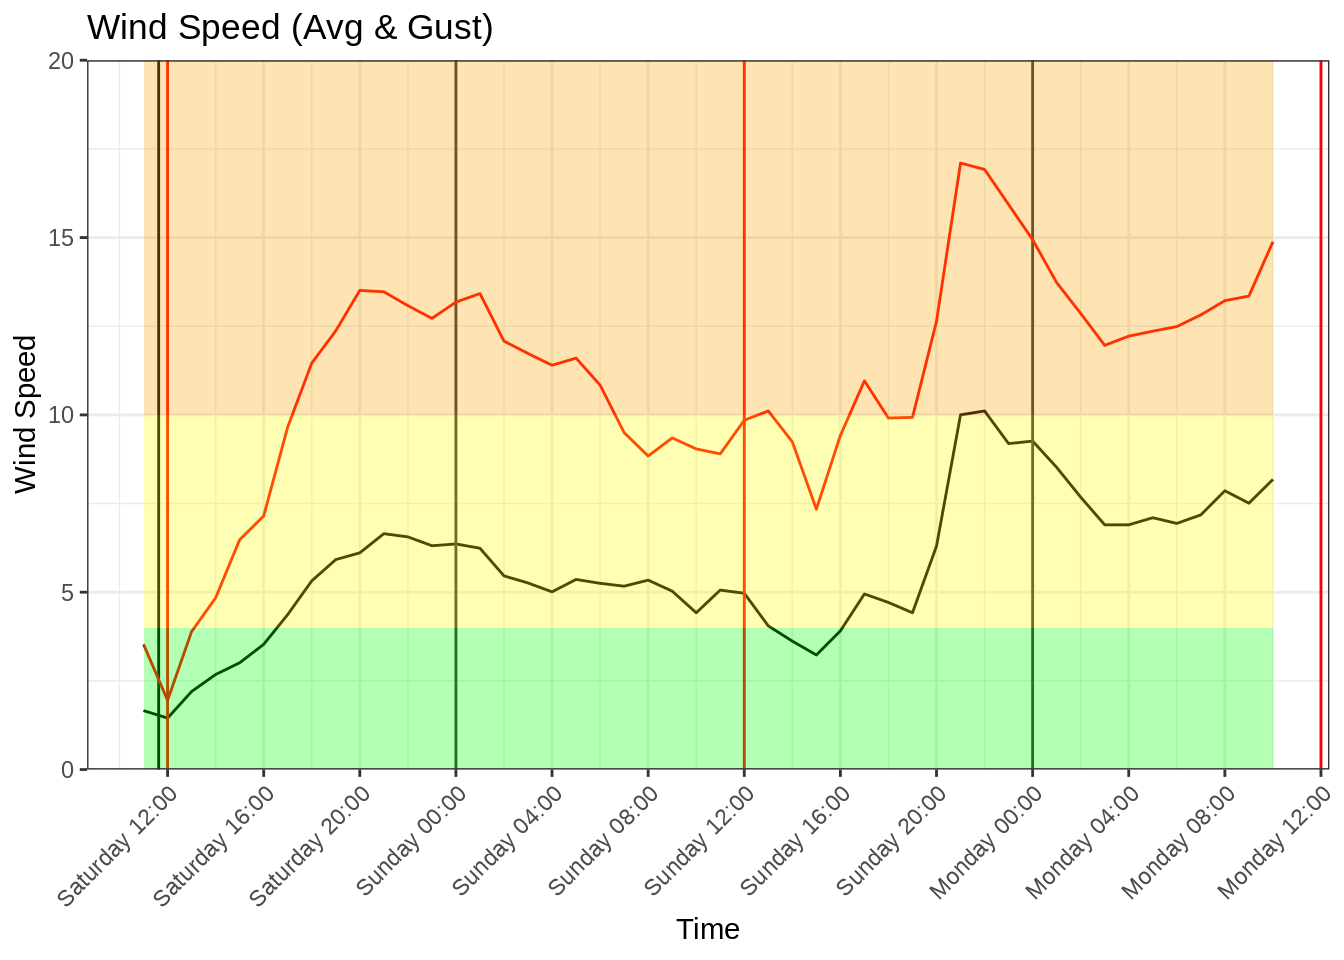 Wind Speed (Avg & Gust)
20
15
10
5
0
Wind Speed
Saturday 12:00
Saturday 16:00
Saturday 20:00
Sunday 00:00
Sunday 04:00
Sunday 08:00
Sunday 12:00
Sunday 16:00
Sunday 20:00
Monday 00:00
Monday 04:00
Monday 08:00
Monday 12:00
Time